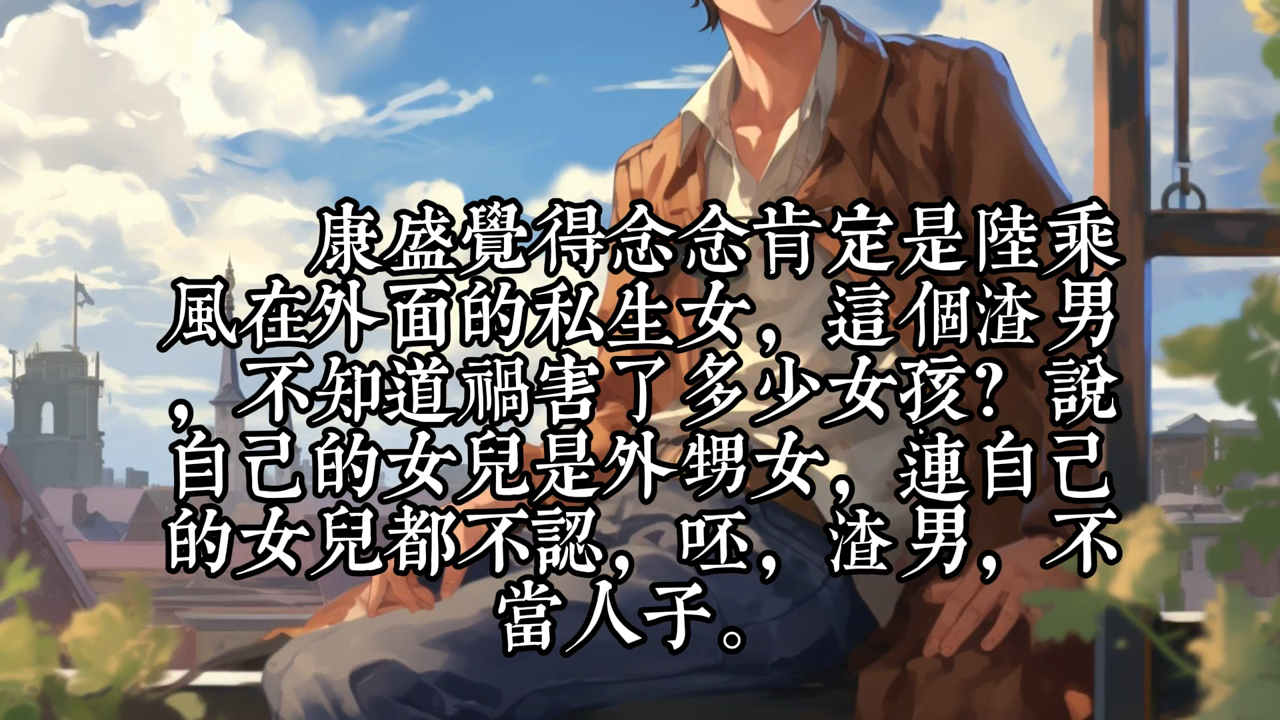 康盛覺得念念肯定是陸乘
風在外面的私生女，這個渣男
，不知道禍害了多少女孩？說
自己的女兒是外甥女，連自己
的女兒都不認，呸，渣男，不
當人子。